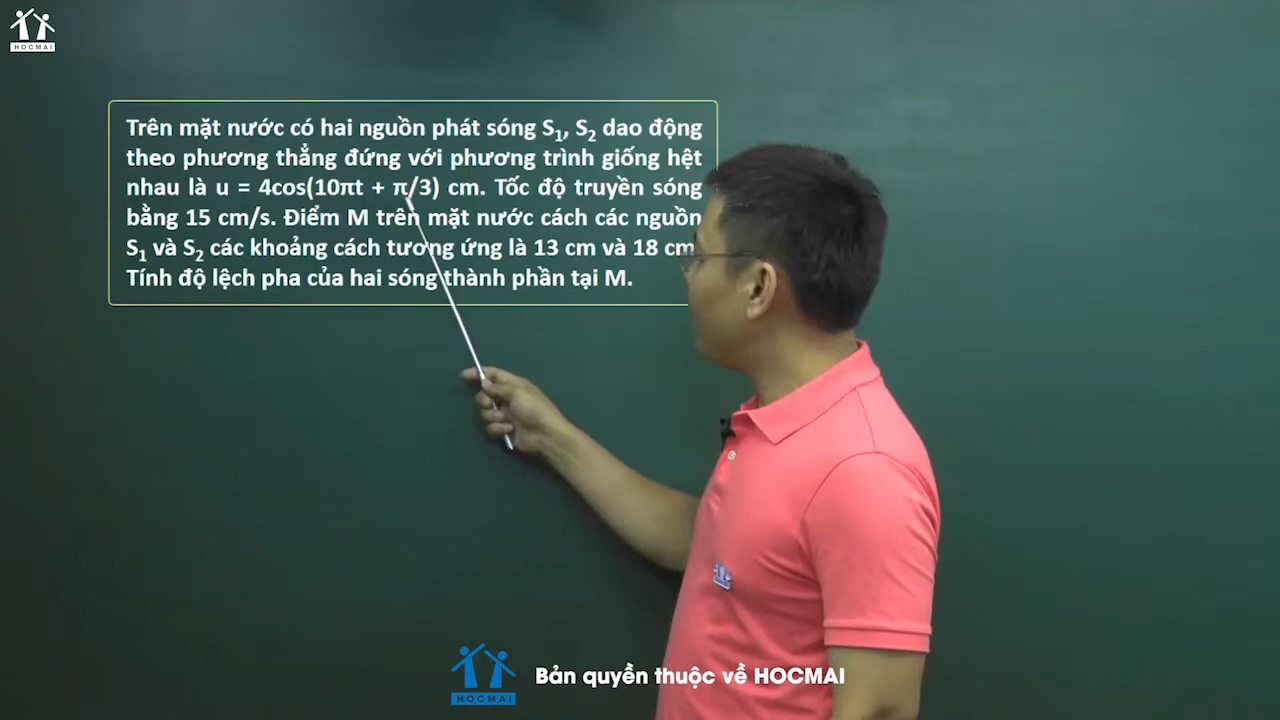 HOCMAI
Trên mặt nước có hai nguồn phát sóng S₁, S₂ dao động
theo phương thẳng đứng với phương trình giống hệt
nhau là u = 4cos(10πt + π/3) cm. Tốc độ truyền sóng
bằng 15 cm/s. Điểm M trên mặt nước cách các nguồn
S₁ và S₂ các khoảng cách tương ứng là 13 cm và 18 cm
Tính độ lệch pha của hai sóng thành phần tại M.
HOCMAI
Bản quyền thuộc về HOCMAI